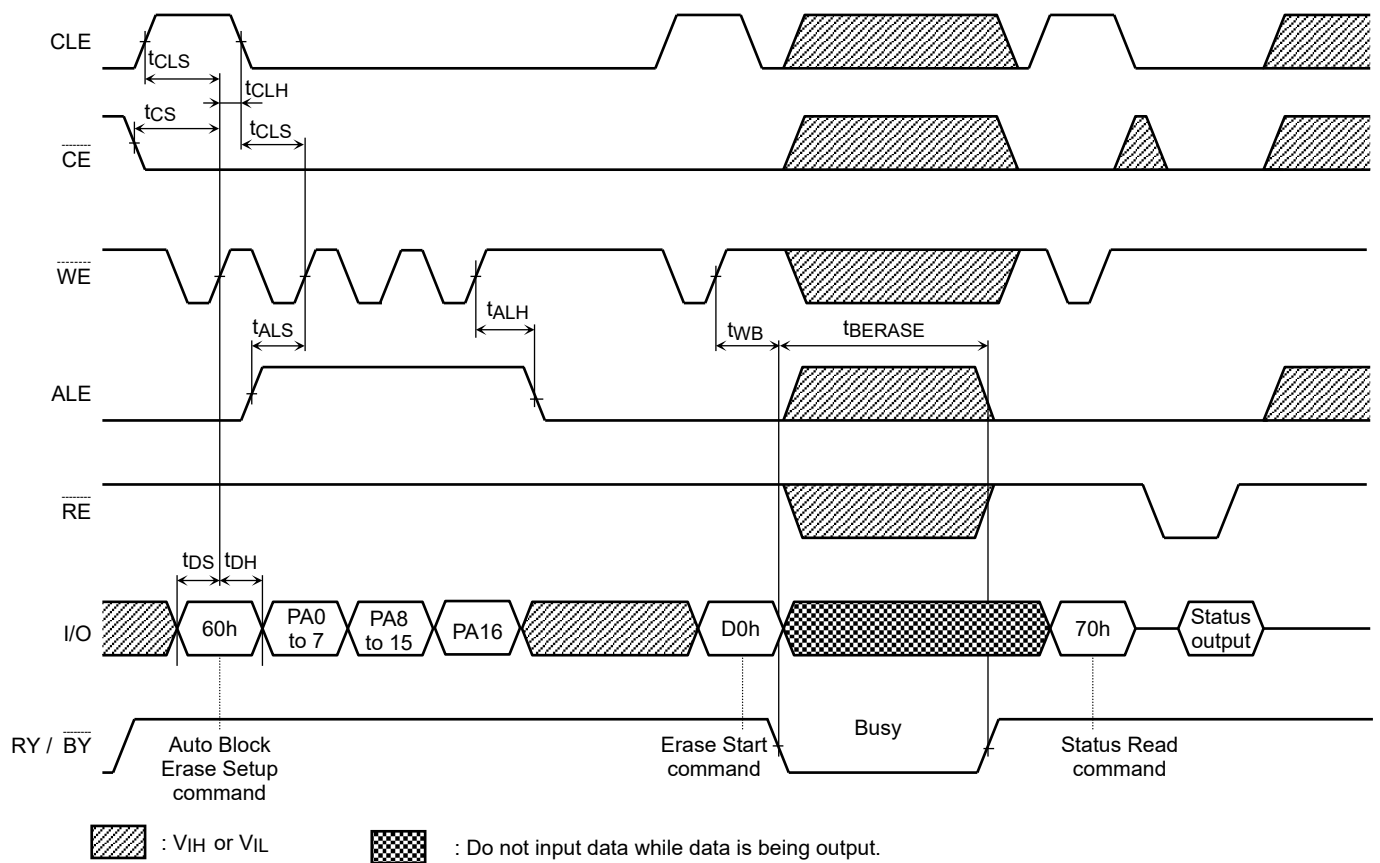 CLE
tCLS
tCLH
tCS
tCLS
CE
WE
tALS
tALH
tWB
tBERASE
ALE
RE
tDS
tDH
I/O
60h
PA0
to 7
PA8
to 15
PA16
D0h
70h
Status
output
RY / BY
Auto Block
Erase Setup
command
Erase Start
command
Busy
Status Read
command
: VIH or VIL
: Do not input data while data is being output.